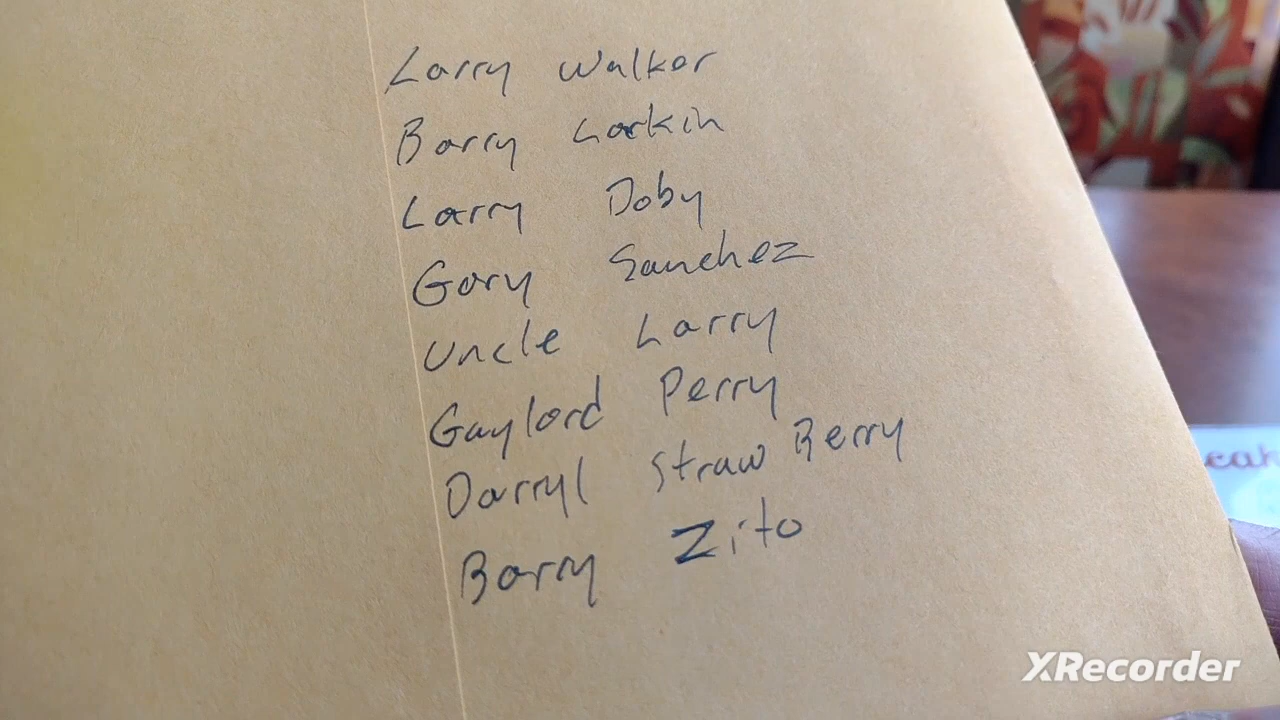 Larry Walker
Barry Larkin
Larry Doby
Gary Sanchez
Uncle Larry
Gaylord Perry
Darryl Straw Berry
Barry Zito
XRecorder